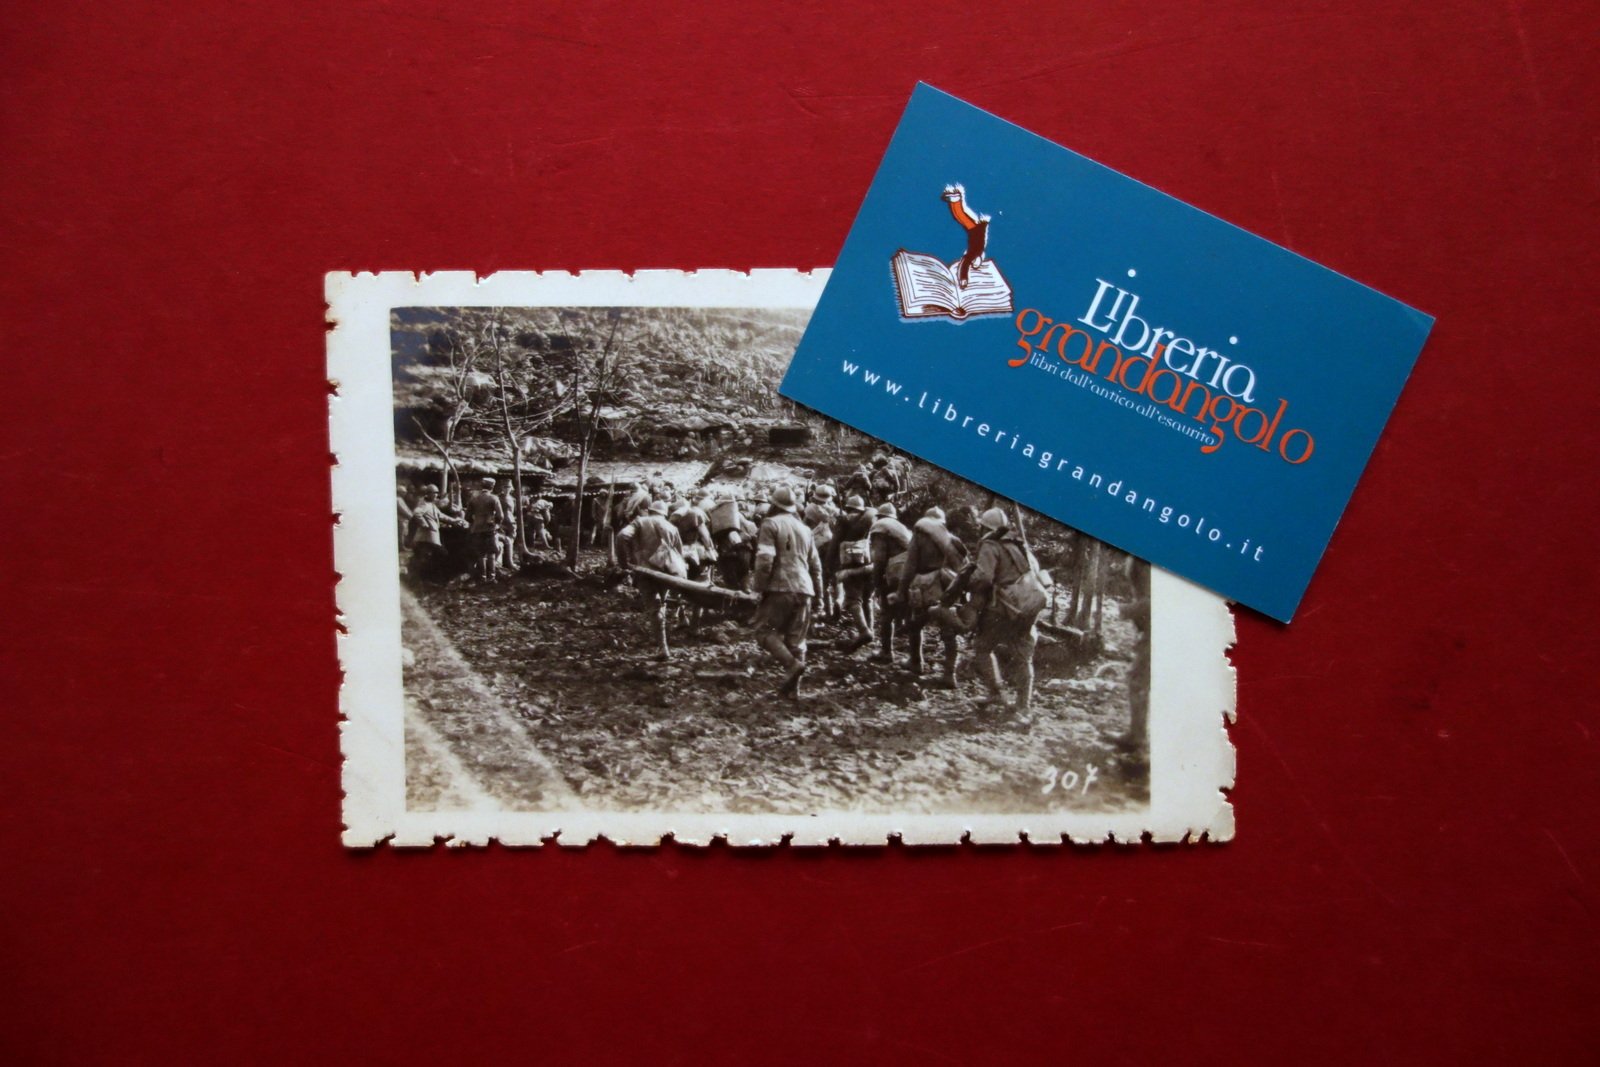 Libreria
grandangolo
libri dall'antico all'esaurito
www.libreriagrandangolo.it
307